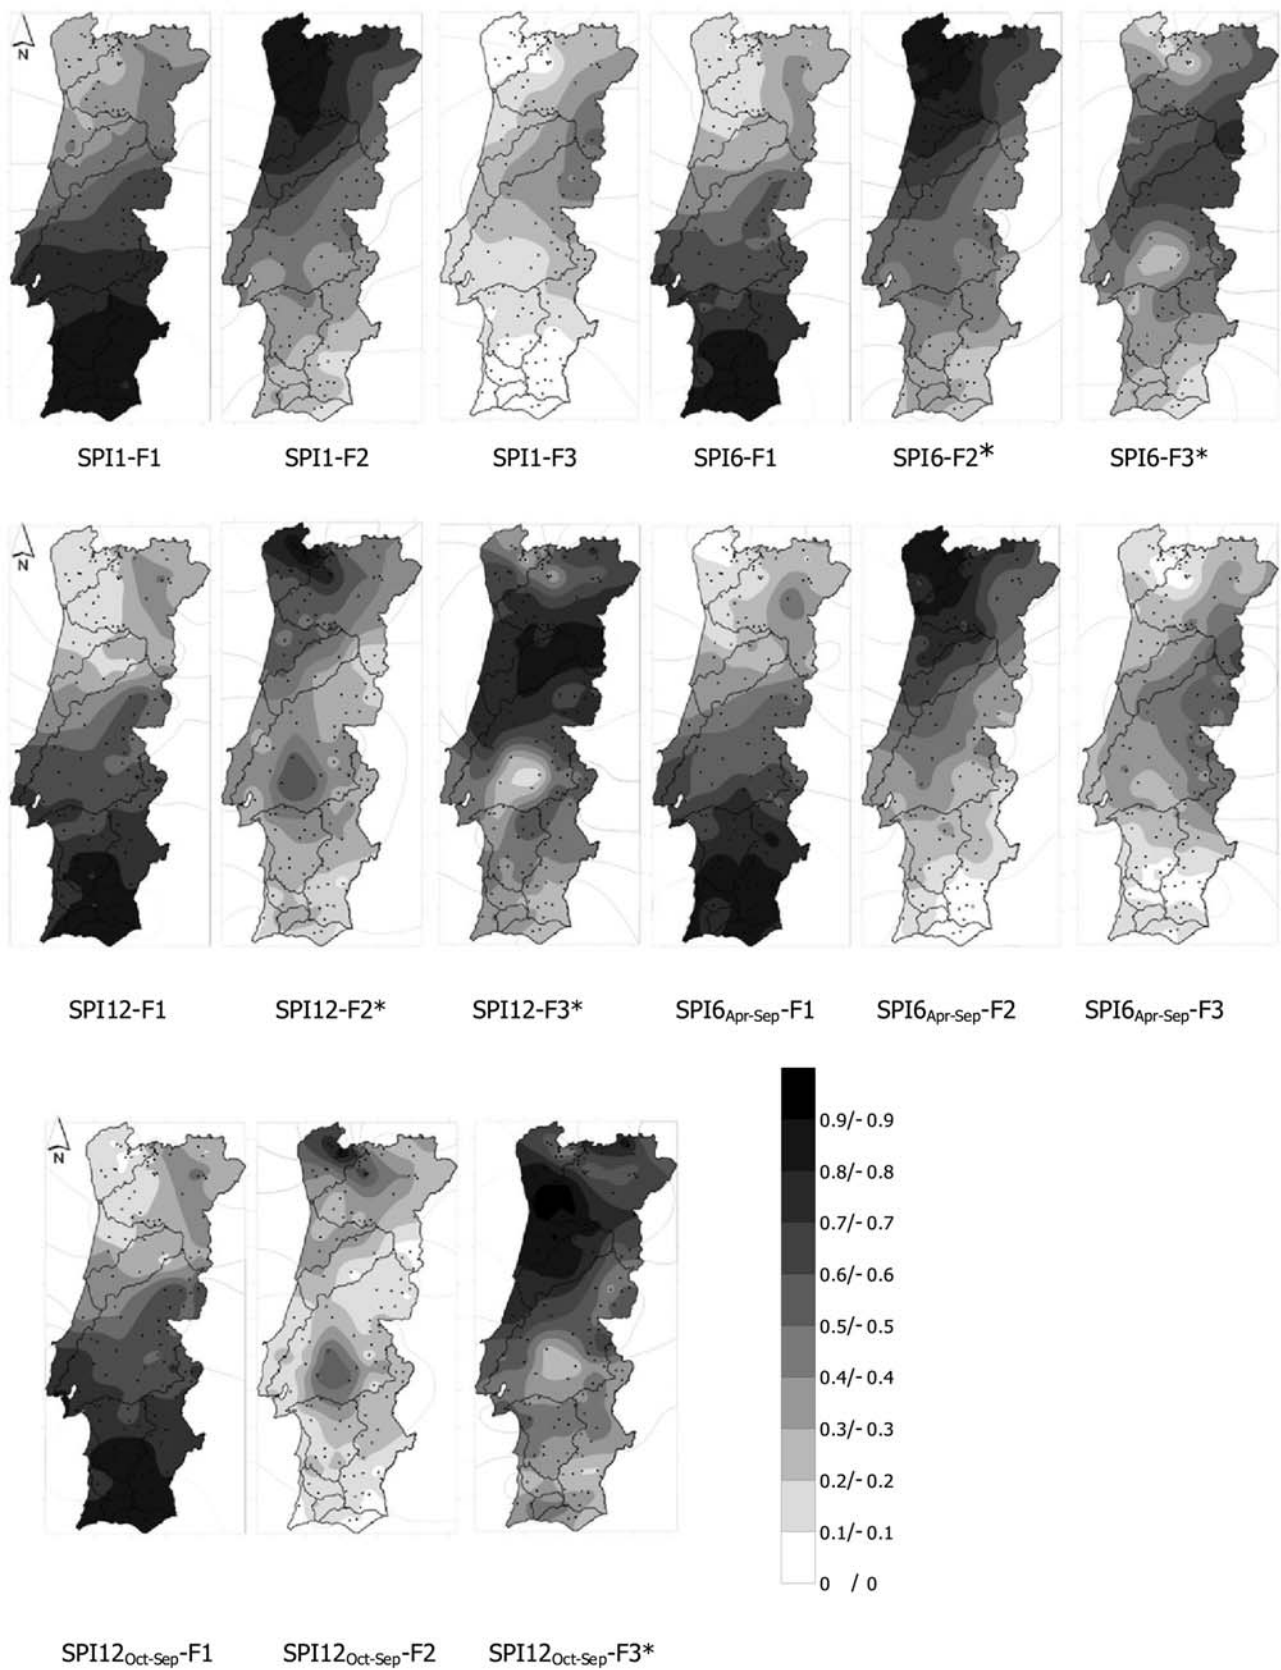 N
SPI1-F1 SPI1-F2 SPI1-F3 SPI6-F1 SPI6-F2* SPI6-F3*
N
SPI12-F1 SPI12-F2* SPI12-F3* SPI6Apr-Sep-F1 SPI6Apr-Sep-F2 SPI6Apr-Sep-F3
N
0.9/- 0.9
0.8/- 0.8
0.7/- 0.7
0.6/- 0.6
0.5/- 0.5
0.4/- 0.4
0.3/- 0.3
0.2/- 0.2
0.1/- 0.1
0 / 0
SPI12Oct-Sep-F1 SPI12Oct-Sep-F2 SPI12Oct-Sep-F3*